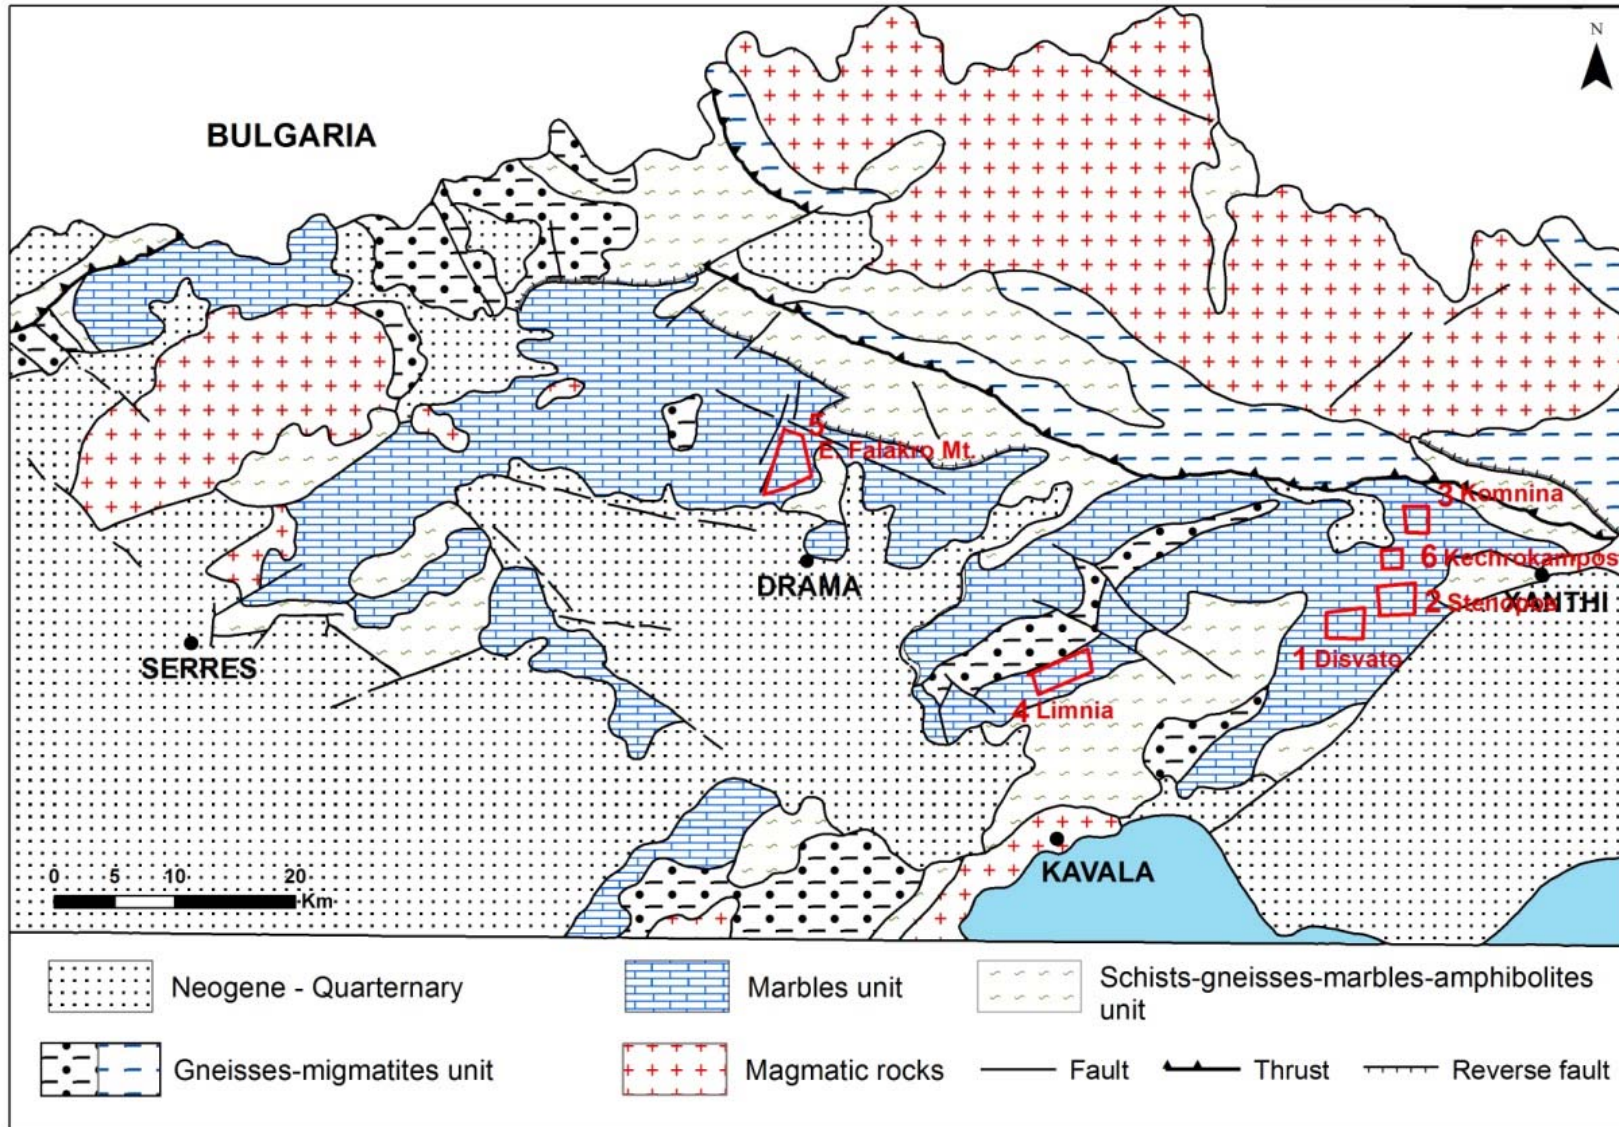 N
BULGARIA
5
E. Falakro Mt.
3 Komnina
6 Kechrokampos
DRAMA
XANTHI
2 Stenopos
SERRES
1 Disvato
4 Limnia
KAVALA
0 5 10 20
Km
Neogene - Quarternary
Marbles unit
Schists-gneisses-marbles-amphibolites
unit
Gneisses-migmatites unit
Magmatic rocks
Fault
Thrust
Reverse fault